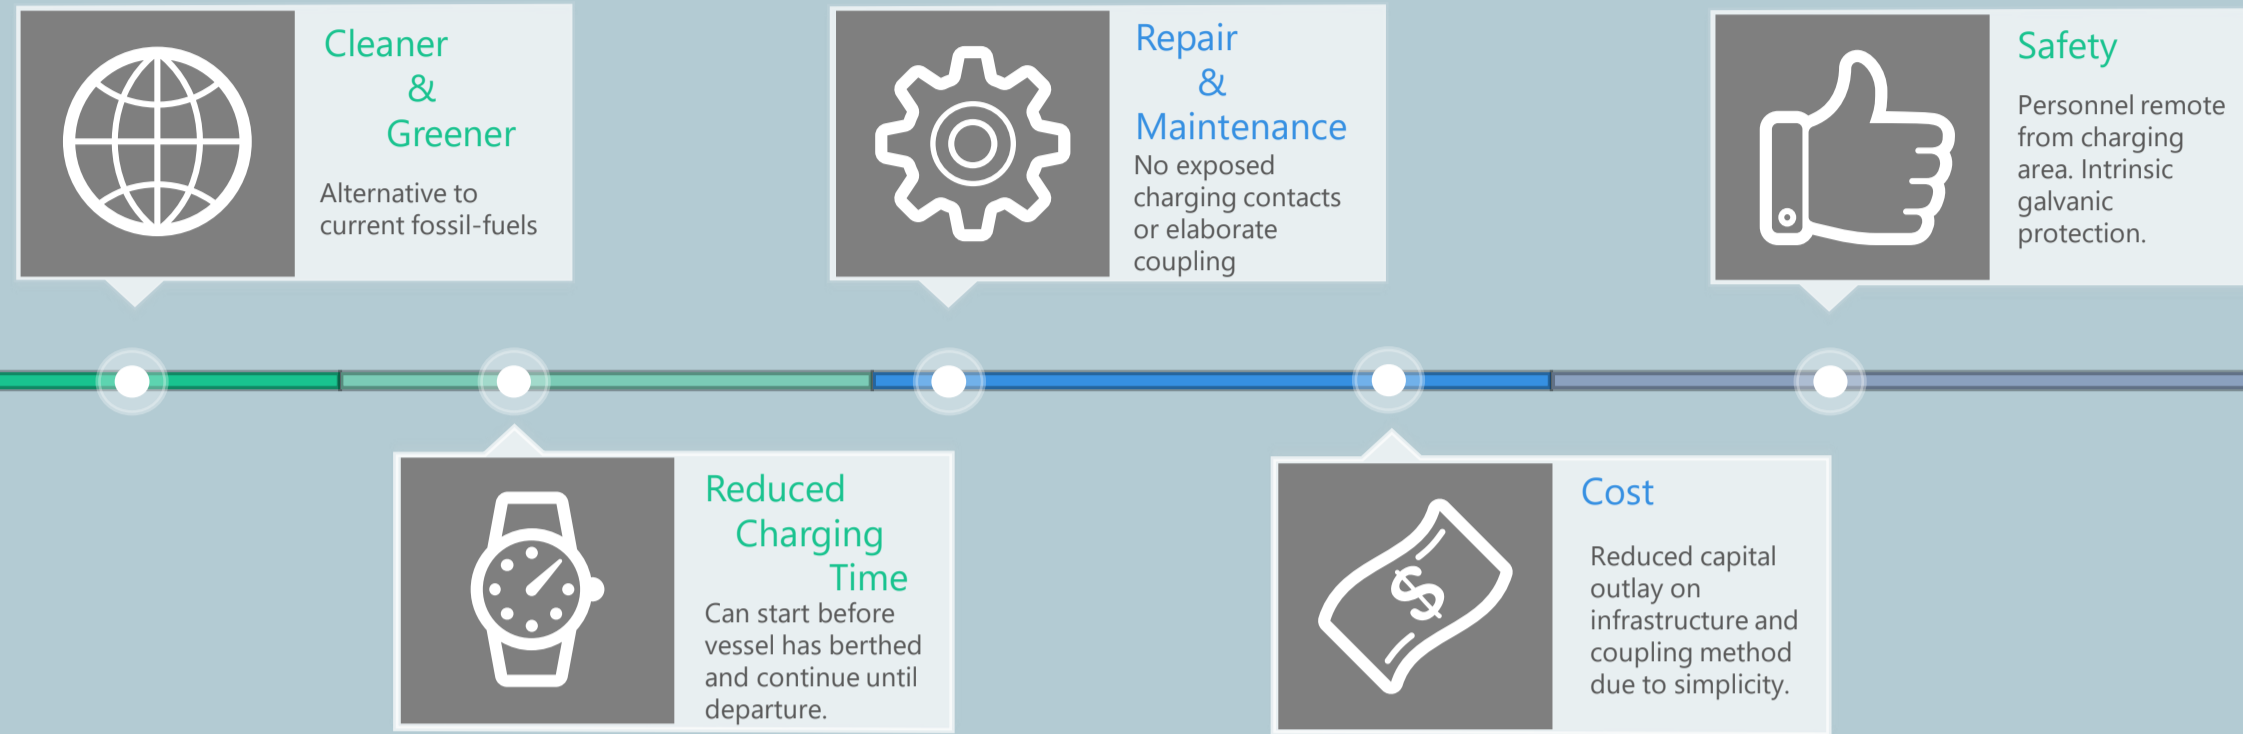 Cleaner
&
Greener
Alternative to
current fossil-fuels
Reduced
Charging
Time
Can start before
vessel has berthed
and continue until
departure.
Repair
&
Maintenance
No exposed
charging contacts
or elaborate
coupling
$
Cost
Reduced capital
outlay on
infrastructure and
coupling method
due to simplicity.
Safety
Personnel remote
from charging
area. Intrinsic
galvanic
protection.